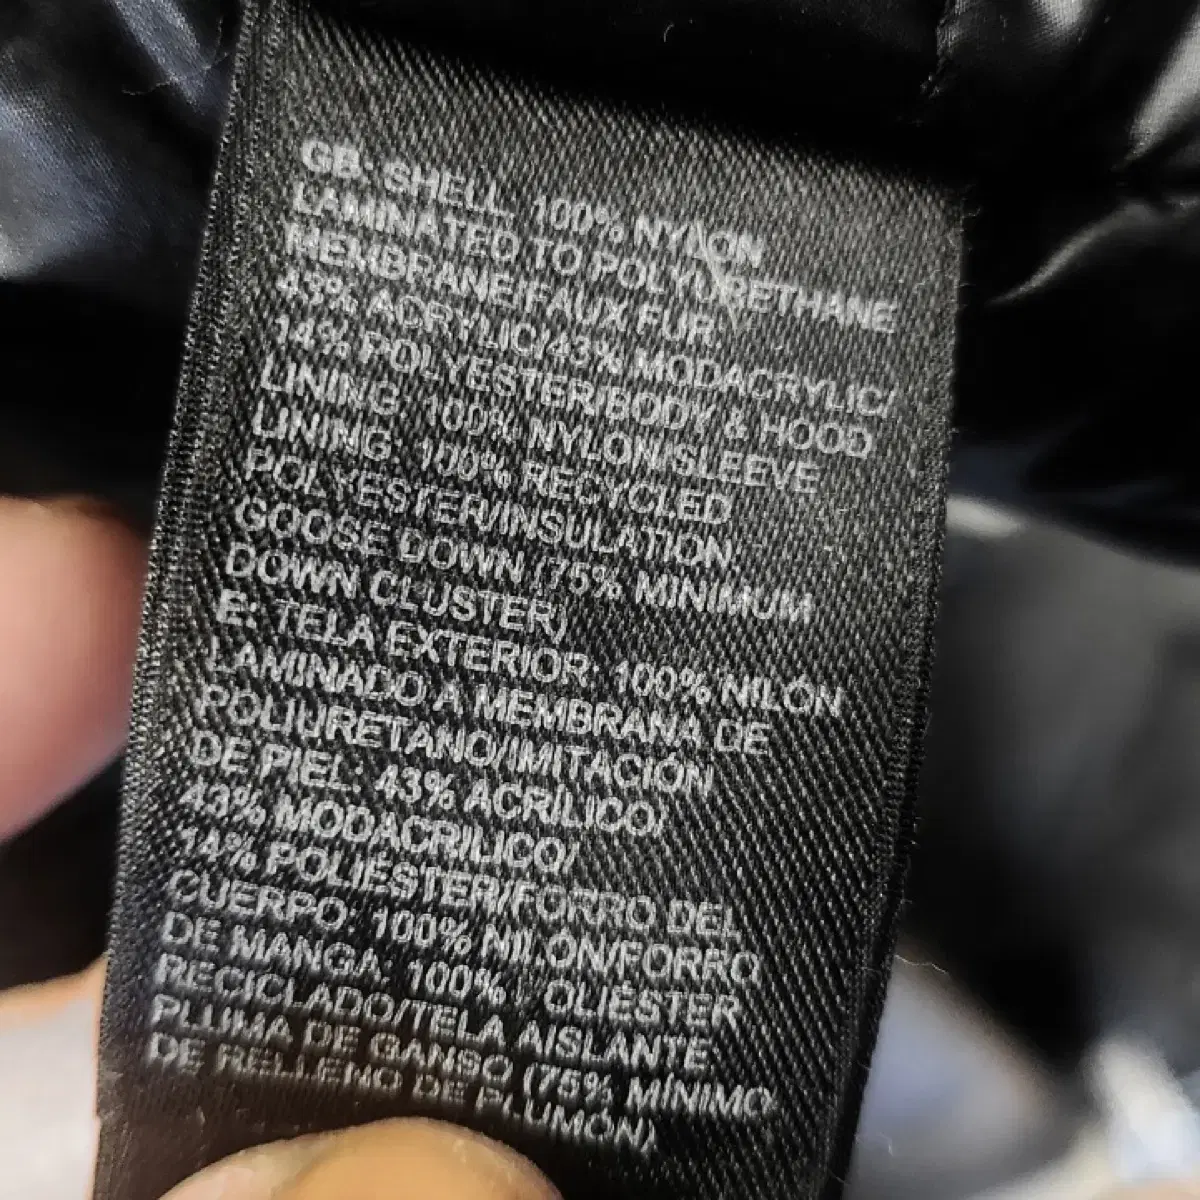 GB: SHELL: 100% NYLON
LAMINATED TO POLYURETHANE
MEMBRANE/FAUX FUR:
43% ACRYLIC/43% MODACRYLIC/
14% POLYESTER/BODY & HOOD
LINING: 100% NYLON/SLEEVE
LINING: 100% RECYCLED
POLYESTER/INSULATION:
GOOSE DOWN (75% MINIMUM
DOWN CLUSTER)
E: TELA EXTERIOR: 100% NILÓN
LAMINADO A MEMBRANA DE
POLIURETANO/IMITACIÓN
DE PIEL: 43% ACRÍLICO/
43% MODACRÍLICO/
14% POLIÉSTER/FORRO DEL
CUERPO: 100% NILÓN/FORRO
DE MANGA: 100% POLIÉSTER
RECICLADO/TELA AISLANTE:
PLUMA DE GANSO (75% MÍNIMO
DE RELLENO DE PLUMÓN)